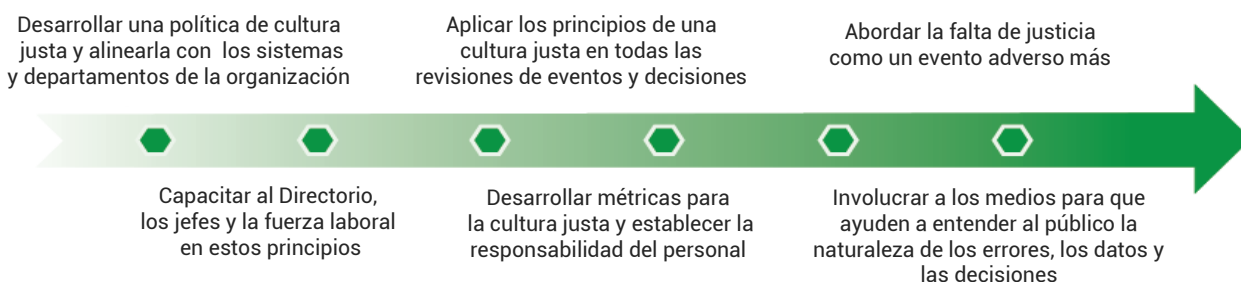 Desarrollar una política de cultura
justa y alinearla con los sistemas
y departamentos de la organización
Aplicar los principios de una
cultura justa en todas las
revisiones de eventos y decisiones
Abordar la falta de justicia
como un evento adverso más
Capacitar al Directorio,
los jefes y la fuerza laboral
en estos principios
Desarrollar métricas para
la cultura justa y establecer la
responsabilidad del personal
Involucrar a los medios para que
ayuden a entender al público la
naturaleza de los errores, los datos y
las decisiones